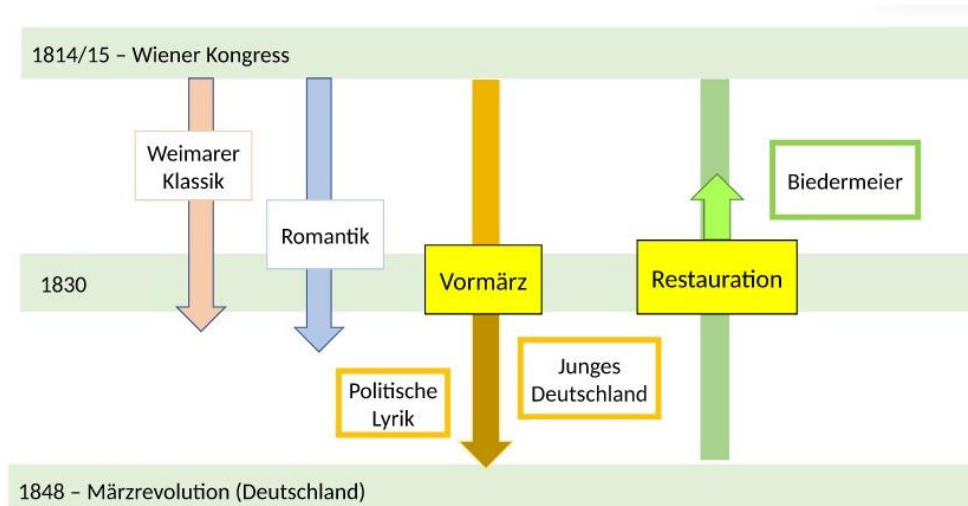 1814/15 – Wiener Kongress
Weimarer
Klassik
Biedermeier
Romantik
1830
Vormärz
Restauration
Politische
Lyrik
Junges
Deutschland
1848 – Märzrevolution (Deutschland)